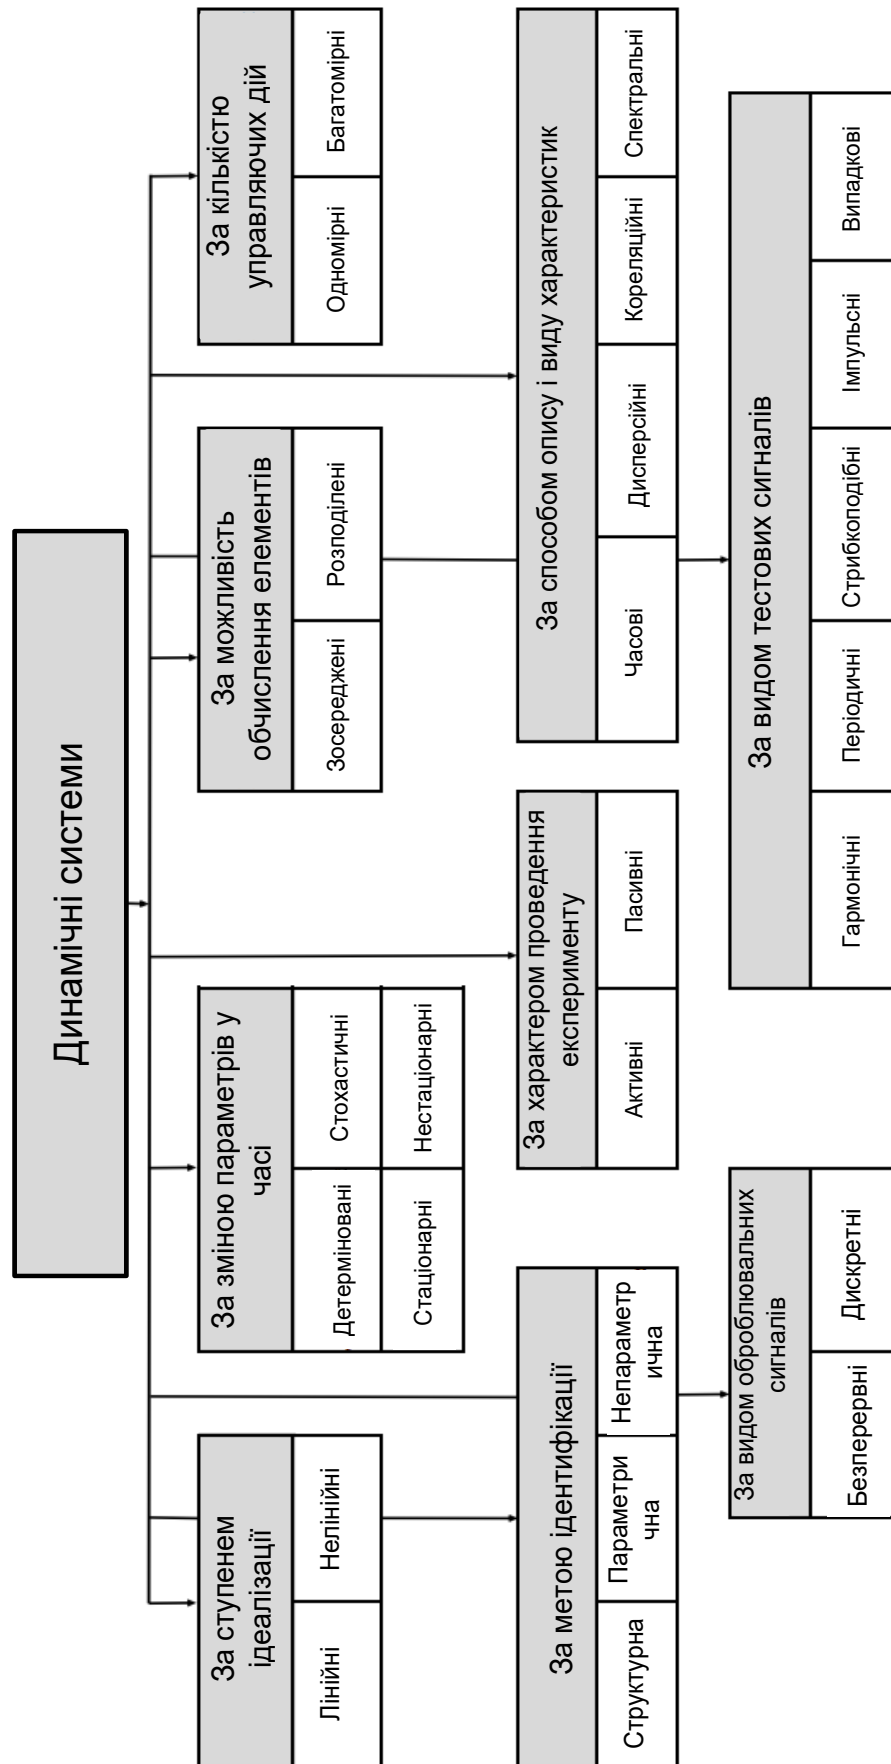 Динамічні системи
За ступенем
ідеалізації
Лінійні
Нелінійні
За зміною параметрів у
часі
Детерміновані
Стохастичні
Стаціонарні
Нестаціонарні
За можливість
обчислення елементів
Зосереджені
Розподілені
За кількістю
управляючих дій
Одномірні
Багатомірні
За метою ідентифікації
Структурна
Параметри
чна
Непараметр
ична
За характером проведення
експерименту
Активні
Пасивні
За способом опису і виду характеристик
Часові
Дисперсійні
Кореляційні
Спектральні
За видом оброблювальних
сигналів
Безперервні
Дискретні
За видом тестових сигналів
Гармонічні
Періодичні
Стрибкоподібні
Імпульсні
Випадкові